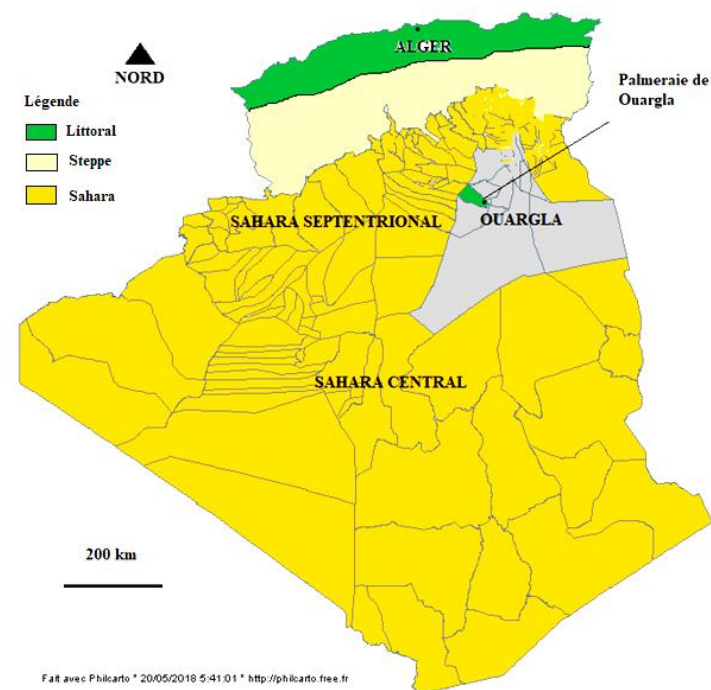 ALGER
NORD
Palmeraie de
Ouargla
Légende
Littoral
Steppe
Sahara
SAHARA SEPTENTRIONAL
OUARGLA
SAHARA CENTRAL
200 km
Fait avec Philcarto * 20/05/2018 5:41:01 * http://philcarto.free.fr